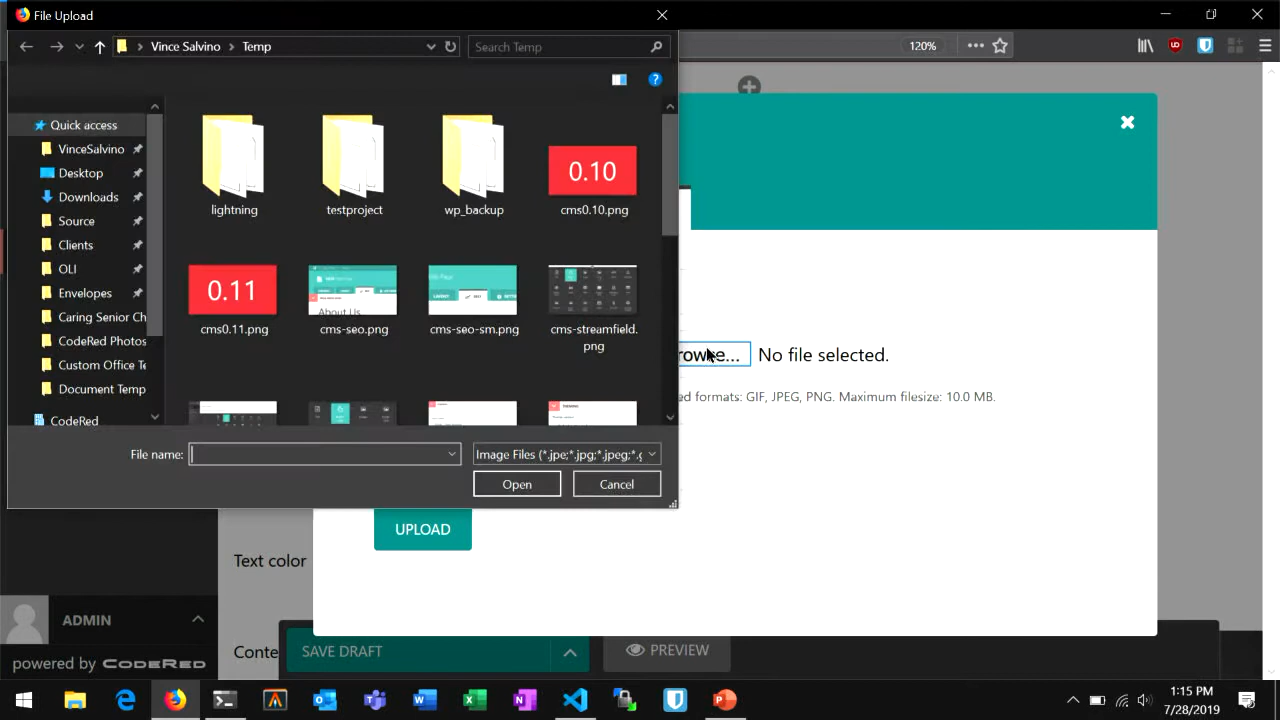 File Upload
Vince Salvino > Temp
Search Temp
120%
Quick access
VinceSalvino
Desktop
Downloads
Source
Clients
OLI
Envelopes
Caring Senior Ch
CodeRed Photos
Custom Office Te
Document Temp
CodeRed
lightning
testproject
wp_backup
0.10
cms0.10.png
0.11
cms0.11.png
About Us
cms-seo.png
cms-seo-sm.png
cms-streamfield.
png
File name:
Image Files (*.jpe;*.jpg;*.jpeg;*.g
Open
Cancel
rowse...
No file selected.
ed formats: GIF, JPEG, PNG. Maximum filesize: 10.0 MB.
UPLOAD
Text color
ADMIN
Conte
SAVE DRAFT
PREVIEW
powered by CODERED
1:15 PM
7/28/2019